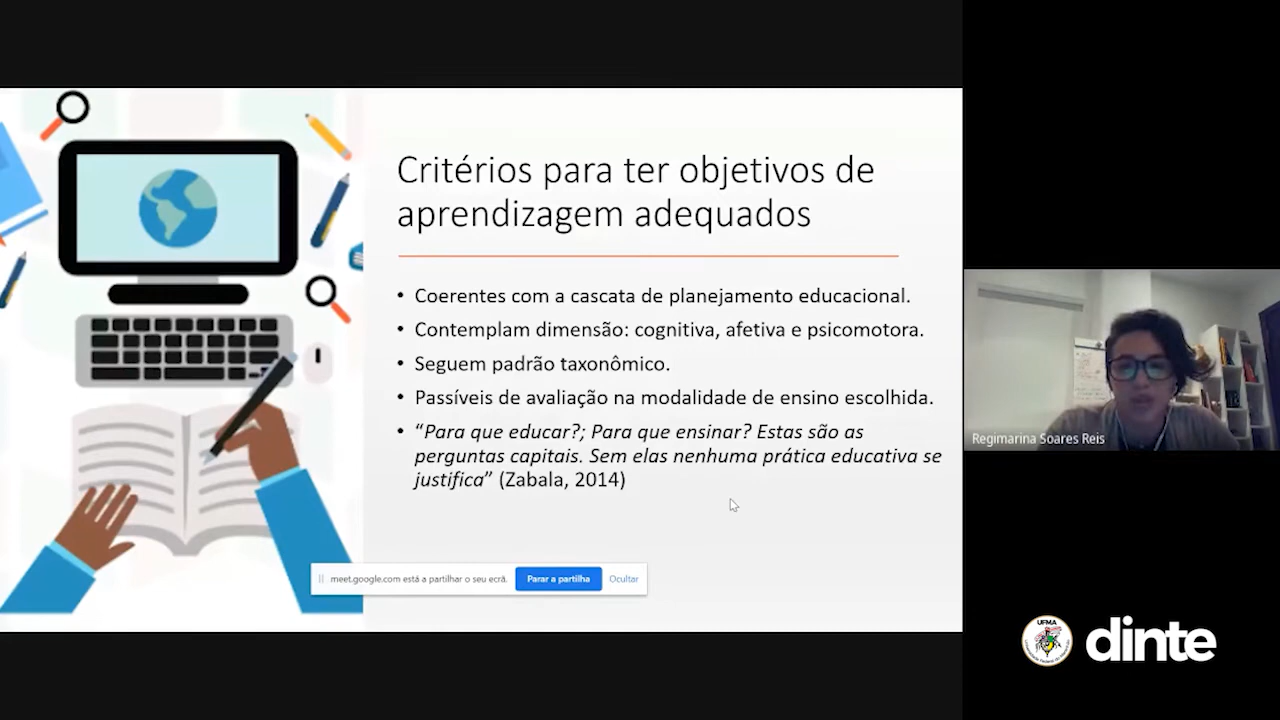 Critérios para ter objetivos de
aprendizagem adequados
• Coerentes com a cascata de planejamento educacional.
• Contemplam dimensão: cognitiva, afetiva e psicomotora.
• Seguem padrão taxonômico.
• Passíveis de avaliação na modalidade de ensino escolhida.
• “Para que educar?; Para que ensinar? Estas são as
perguntas capitais. Sem elas nenhuma prática educativa se
justifica” (Zabala, 2014)
meet.google.com está a partilhar o seu ecrã.
Parar a partilha
Ocultar
Regimarina Soares Reis
UFMA
dinte